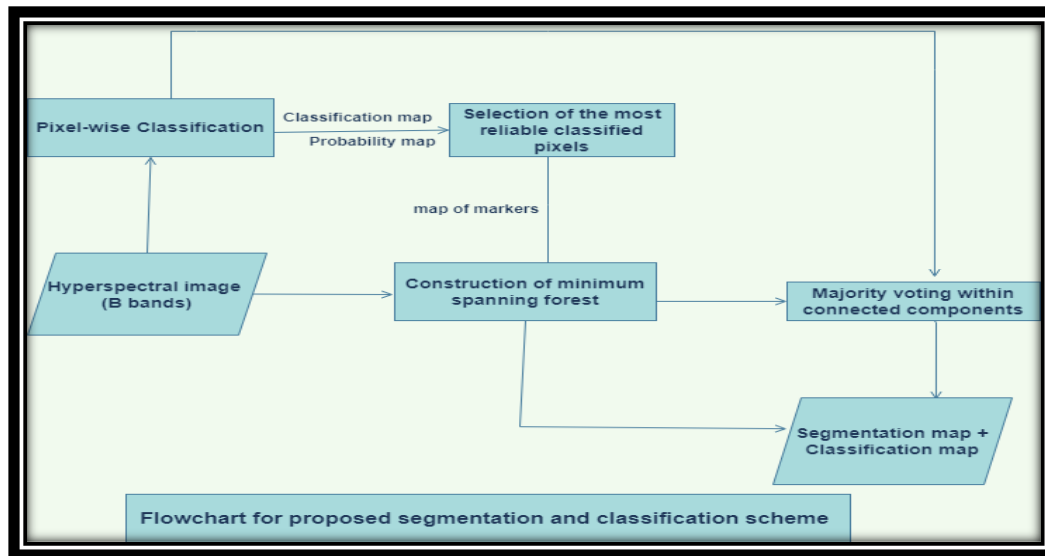 Pixel-wise Classification
Classification map
Probability map
Selection of the most
reliable classified
pixels
map of markers
Hyperspectral image
(B bands)
Construction of minimum
spanning forest
Majority voting within
connected components
Segmentation map +
Classification map
Flowchart for proposed segmentation and classification scheme